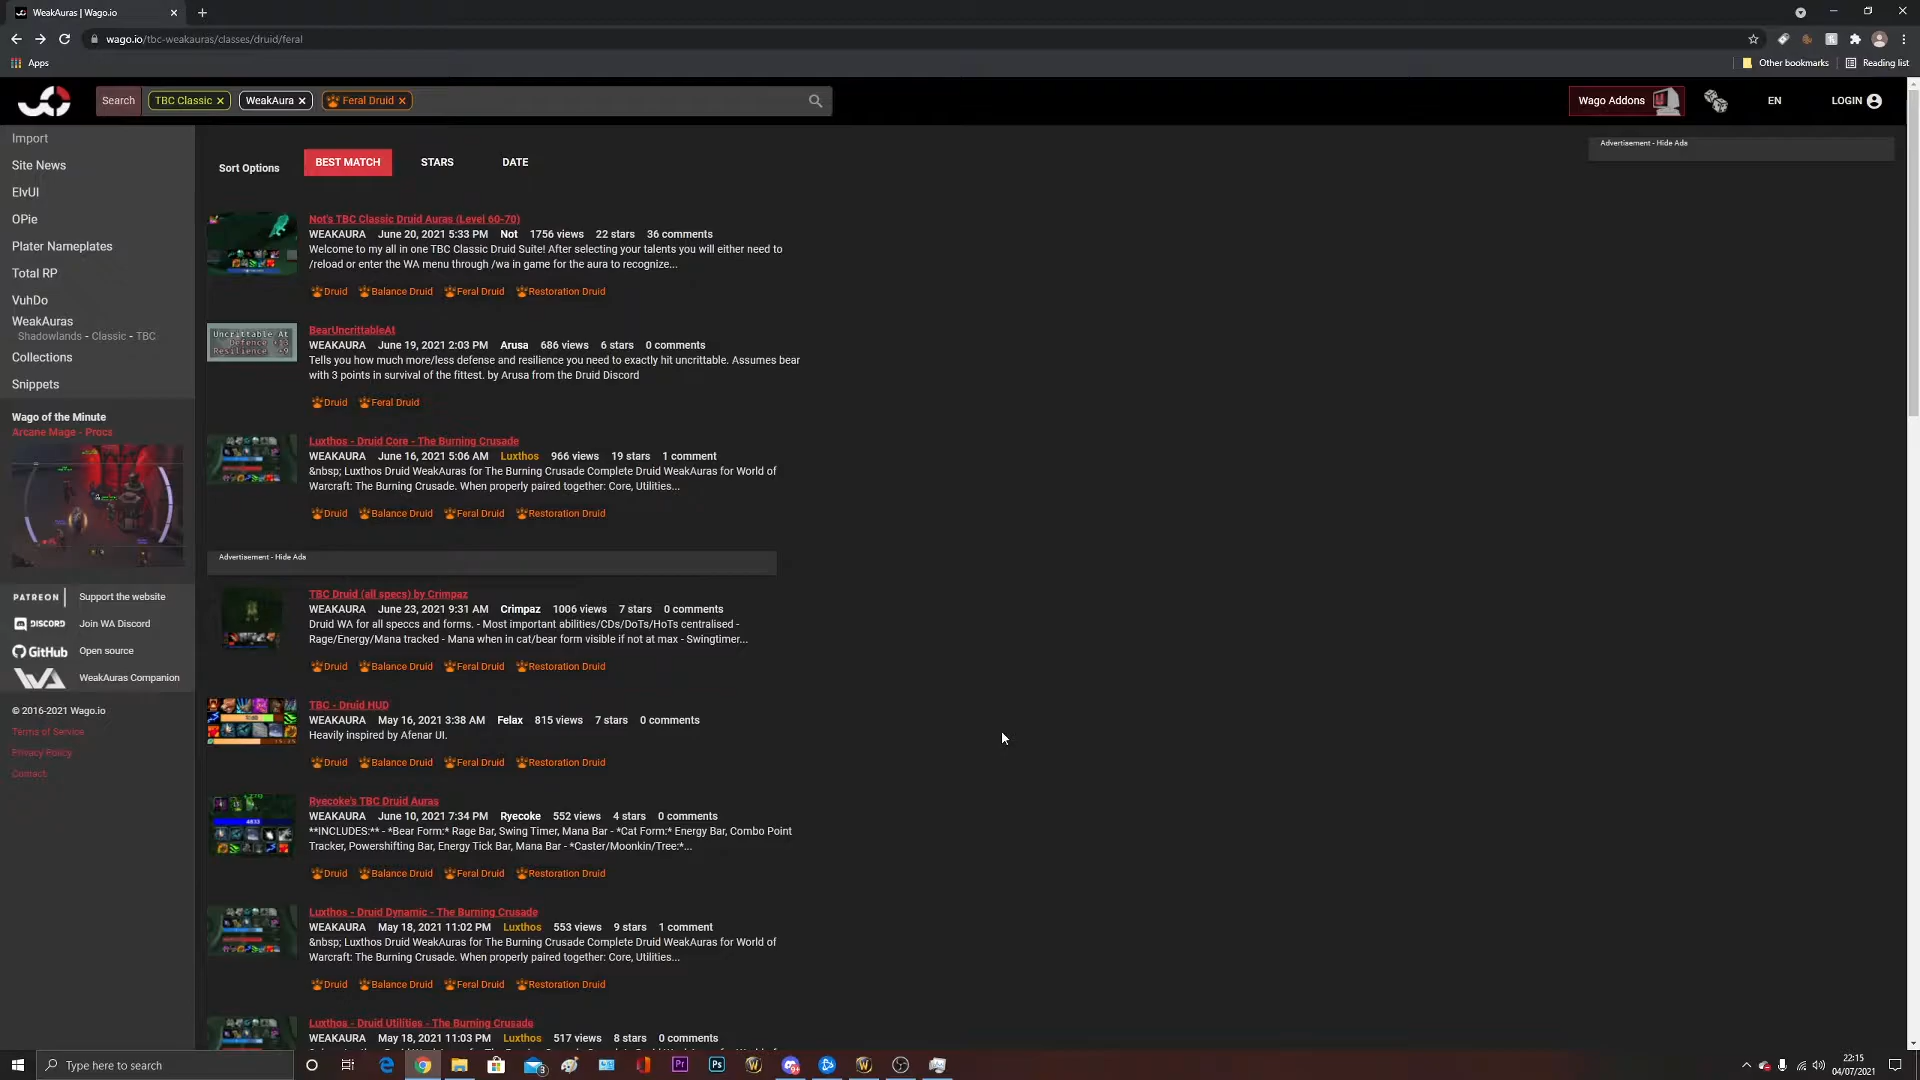 WeakAuras | Wago.io
wago.io/tbc-weakauras/classes/druid/feral
Apps
Other bookmarks
Reading list
Search
TBC Classic ×
WeakAura ×
Feral Druid ×
Wago Addons
EN
LOGIN
Import
Site News
ElvUI
OPie
Plater Nameplates
Total RP
VuhDo
WeakAuras
Shadowlands - Classic - TBC
Collections
Snippets
Wago of the Minute
Arcane Mage - Procs
PATREON Support the website
DISCORD Join WA Discord
GitHub Open source
WeakAuras Companion
© 2016-2021 Wago.io
Terms of Service
Privacy Policy
Contact
Sort Options
BEST MATCH
STARS
DATE
Advertisement - Hide Ads
Not's TBC Classic Druid Auras (Level 60-70)
WEAKAURA June 20, 2021 5:33 PM Not 1756 views 22 stars 36 comments
Welcome to my all in one TBC Classic Druid Suite! After selecting your talents you will either need to
/reload or enter the WA menu through /wa in game for the aura to recognize...
Druid Balance Druid Feral Druid Restoration Druid
Uncrittable At
Defence +13
Resilience +9
BearUncrittableAt
WEAKAURA June 19, 2021 2:03 PM Arusa 686 views 6 stars 0 comments
Tells you how much more/less defense and resilience you need to exactly hit uncrittable. Assumes bear
with 3 points in survival of the fittest. by Arusa from the Druid Discord
Druid Feral Druid
Luxthos - Druid Core - The Burning Crusade
WEAKAURA June 16, 2021 5:06 AM Luxthos 966 views 19 stars 1 comment
&nbsp; Luxthos Druid WeakAuras for The Burning Crusade Complete Druid WeakAuras for World of
Warcraft: The Burning Crusade. When properly paired together: Core, Utilities...
Druid Balance Druid Feral Druid Restoration Druid
Advertisement - Hide Ads
TBC Druid (all specs) by Crimpaz
WEAKAURA June 23, 2021 9:31 AM Crimpaz 1006 views 7 stars 0 comments
Druid WA for all speccs and forms. - Most important abilities/CDs/DoTs/HoTs centralised -
Rage/Energy/Mana tracked - Mana when in cat/bear form visible if not at max - Swingtimer...
Druid Balance Druid Feral Druid Restoration Druid
TBC - Druid HUD
WEAKAURA May 16, 2021 3:38 AM Felax 815 views 7 stars 0 comments
Heavily inspired by Afenar UI.
Druid Balance Druid Feral Druid Restoration Druid
Ryecoke's TBC Druid Auras
WEAKAURA June 10, 2021 7:34 PM Ryecoke 552 views 4 stars 0 comments
**INCLUDES:** - *Bear Form:* Rage Bar, Swing Timer, Mana Bar - *Cat Form:* Energy Bar, Combo Point
Tracker, Powershifting Bar, Energy Tick Bar, Mana Bar - *Caster/Moonkin/Tree:*...
Druid Balance Druid Feral Druid Restoration Druid
Luxthos - Druid Dynamic - The Burning Crusade
WEAKAURA May 18, 2021 11:02 PM Luxthos 553 views 9 stars 1 comment
&nbsp; Luxthos Druid WeakAuras for The Burning Crusade Complete Druid WeakAuras for World of
Warcraft: The Burning Crusade. When properly paired together: Core, Utilities...
Druid Balance Druid Feral Druid Restoration Druid
Luxthos - Druid Utilities - The Burning Crusade
WEAKAURA May 18, 2021 11:03 PM Luxthos 517 views 8 stars 0 comments
Type here to search
22:15
04/07/2021